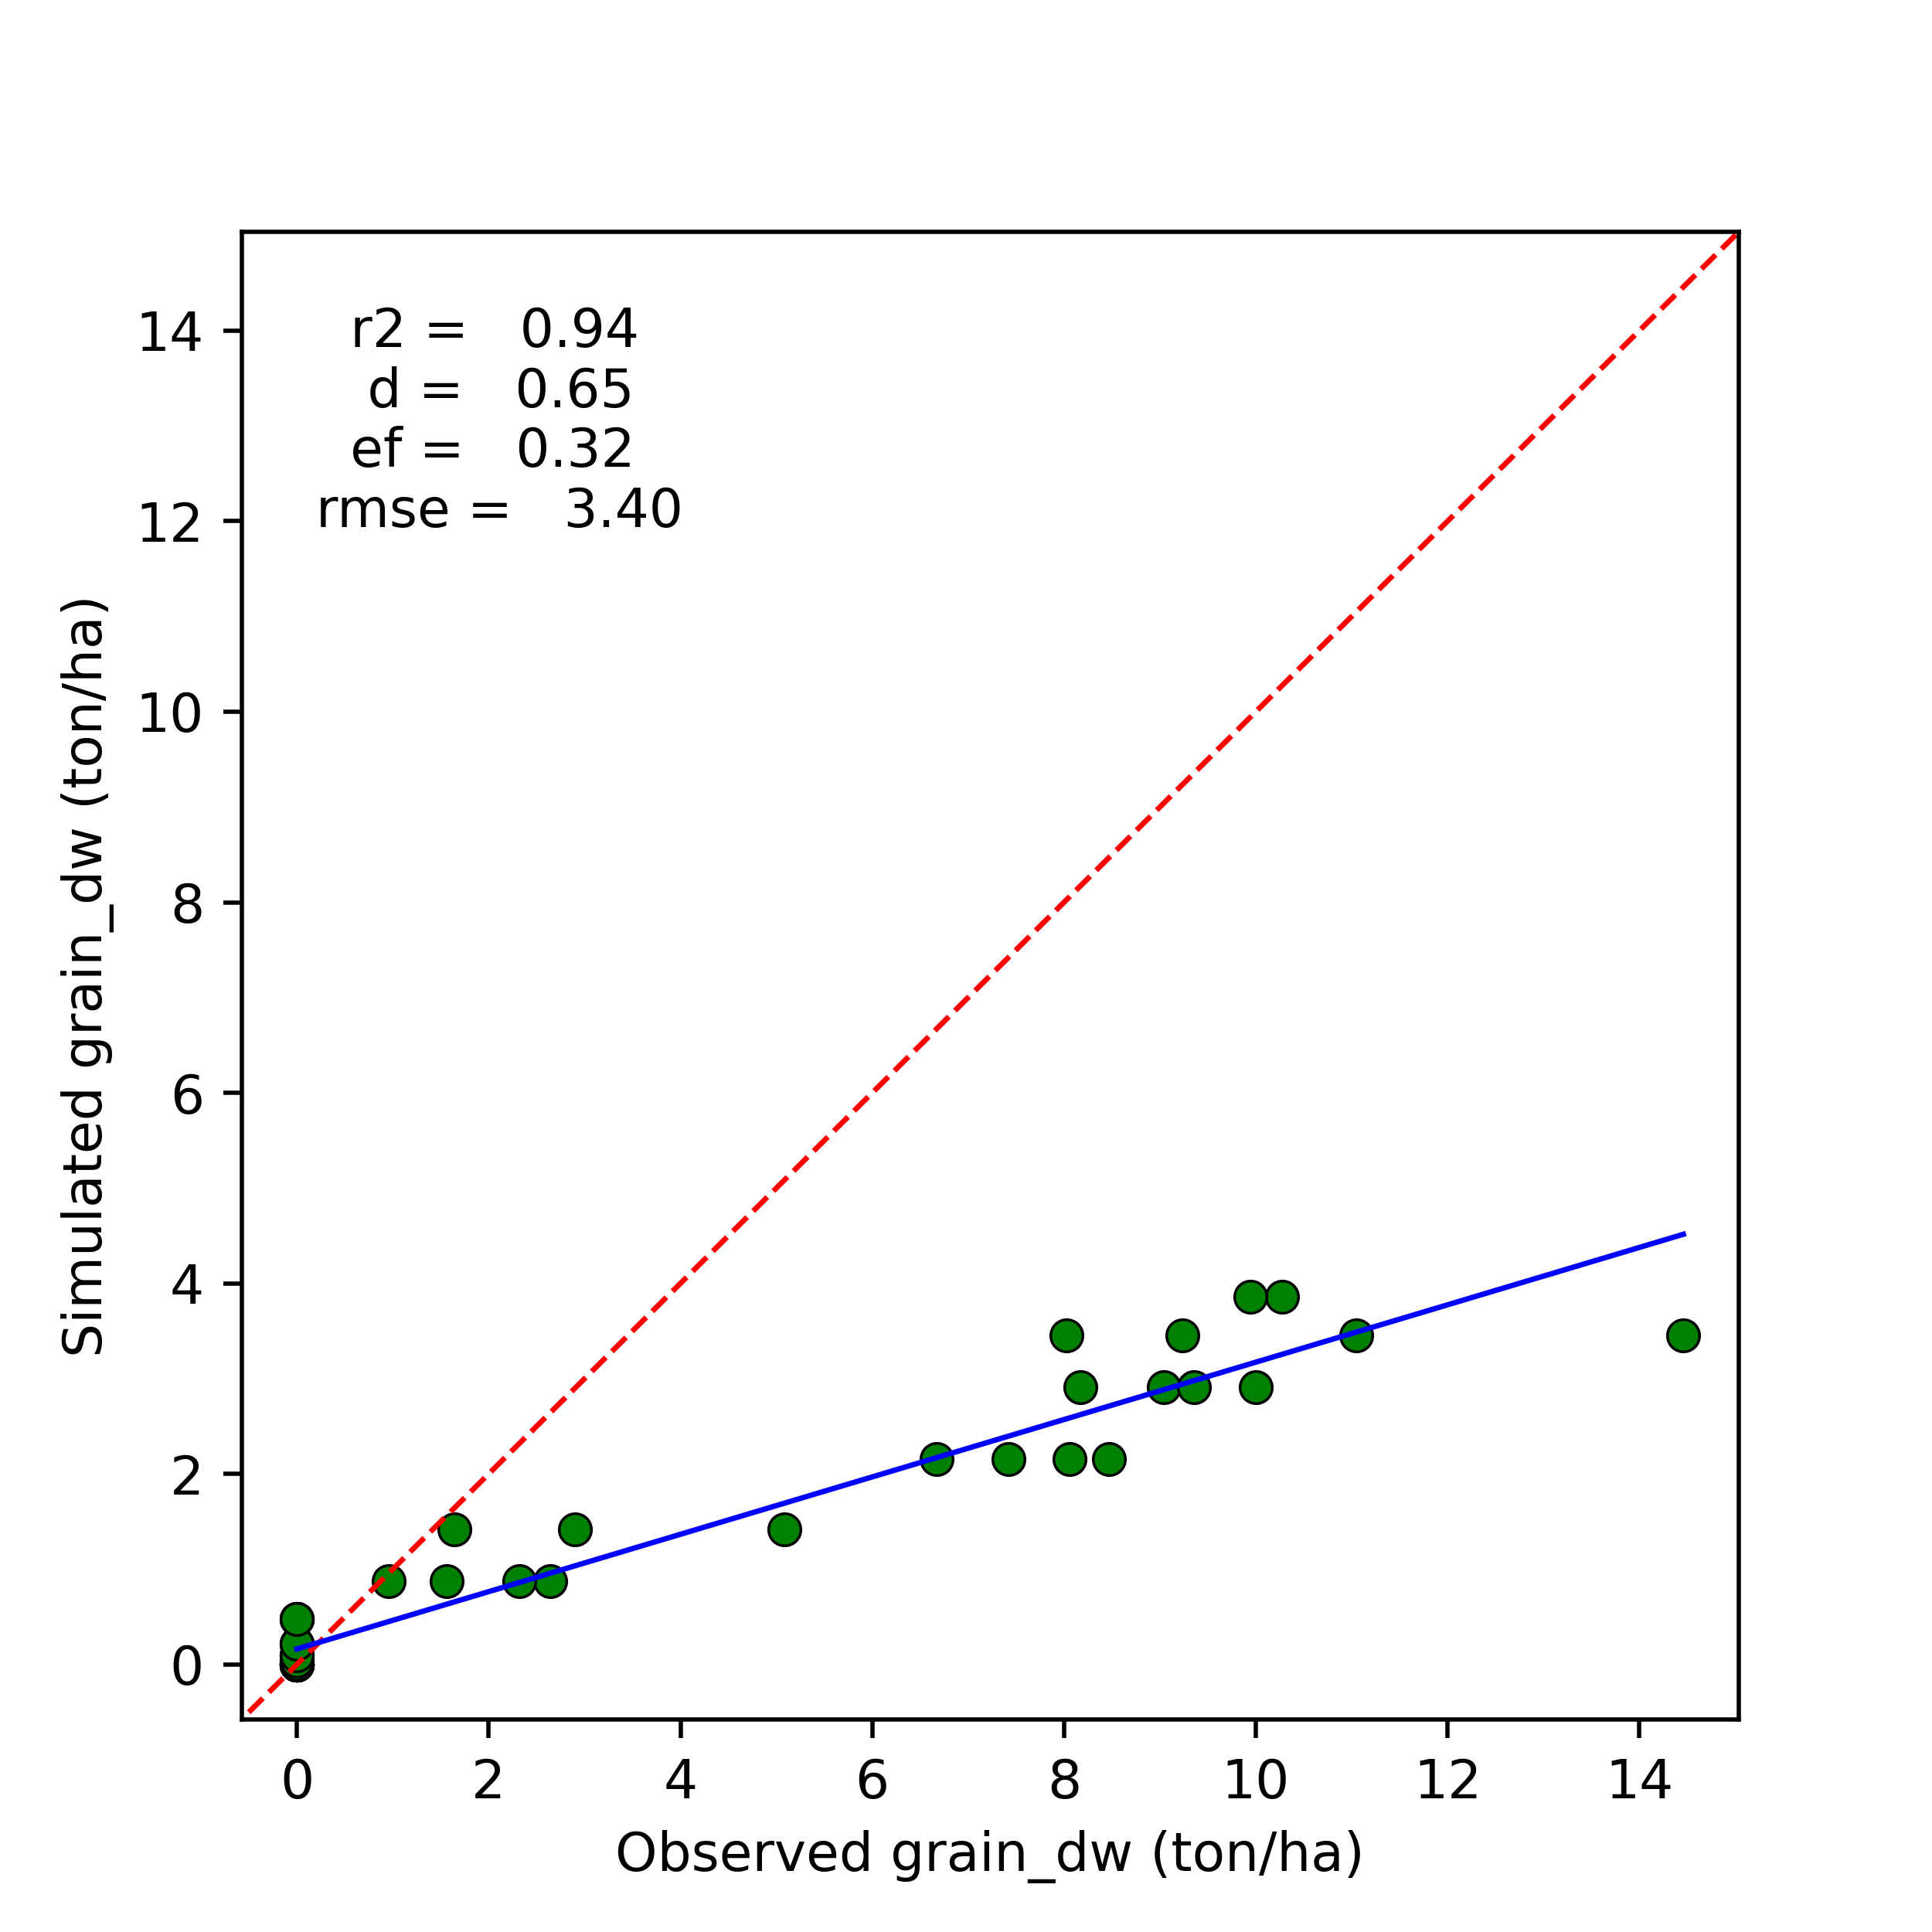 r2 = 0.94
d = 0.65
ef = 0.32
rmse = 3.40
14
12
10
8
6
4
2
0
Simulated grain_dw (ton/ha)
0 2 4 6 8 10 12 14
Observed grain_dw (ton/ha)